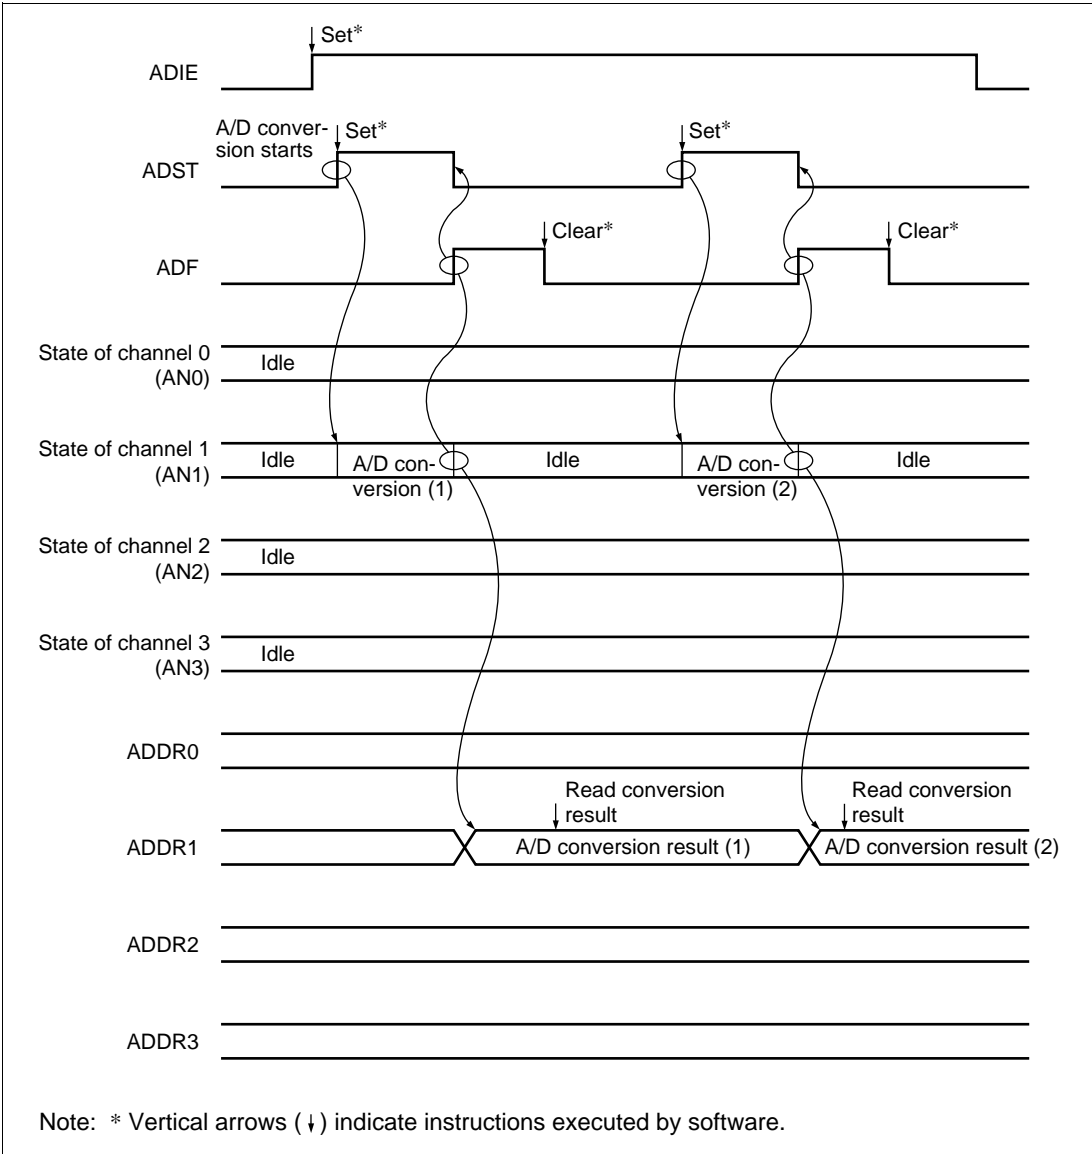 Set*
ADIE
A/D conver-
sion starts
Set*
Set*
ADST
Clear*
Clear*
ADF
State of channel 0
(AN0)
Idle
State of channel 1
(AN1)
Idle
A/D con-
version (1)
Idle
A/D con-
version (2)
Idle
State of channel 2
(AN2)
Idle
State of channel 3
(AN3)
Idle
ADDR0
Read conversion
result
Read conversion
result
ADDR1
A/D conversion result (1)
A/D conversion result (2)
ADDR2
ADDR3
Note: * Vertical arrows (↓) indicate instructions executed by software.